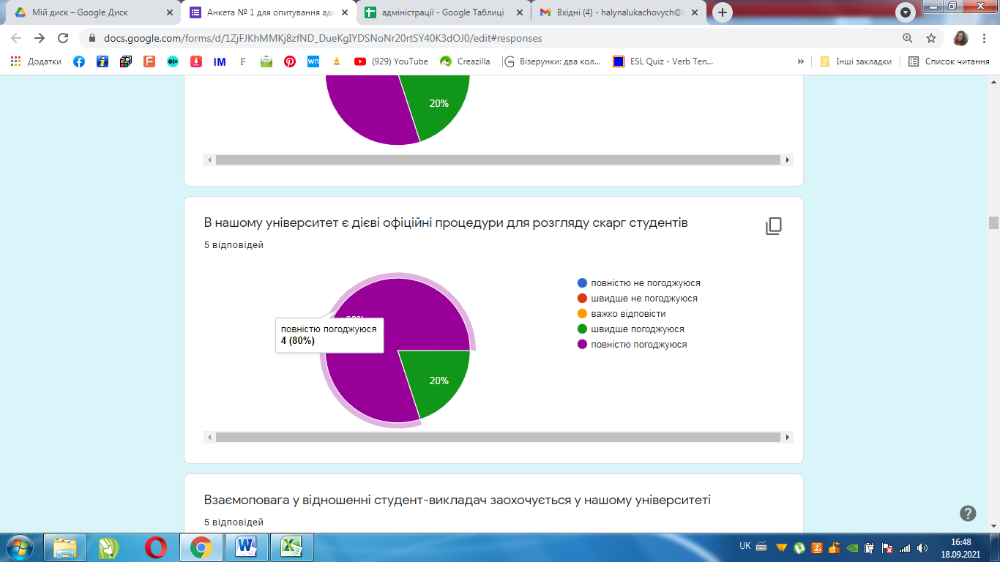 Мій диск – Google Диск
Анкета № 1 для опитування адм
адміністрації - Google Таблиці
Вхідні (4) - halynalukachovych@g
docs.google.com/forms/d/1ZjFJKhMMKj8zfND_DueKgIYDSNoNr20rtSY40K3dOJ0/edit#responses
Додатки
IM
F
wn
(929) YouTube
Creazilla
Візерунки: два кол...
ESL Quiz - Verb Ten...
»
Інші закладки
Список читання
20%
В нашому університет є дієві офіційні процедури для розгляду скарг студентів
5 відповідей
повністю погоджуюся
4 (80%)
20%
повністю не погоджуюся
швидше не погоджуюся
важко відповісти
швидше погоджуюся
повністю погоджуюся
Взаємоповага у відношенні студент-викладач заохочується у нашому університеті
5 відповідей
UK
16:48
18.09.2021